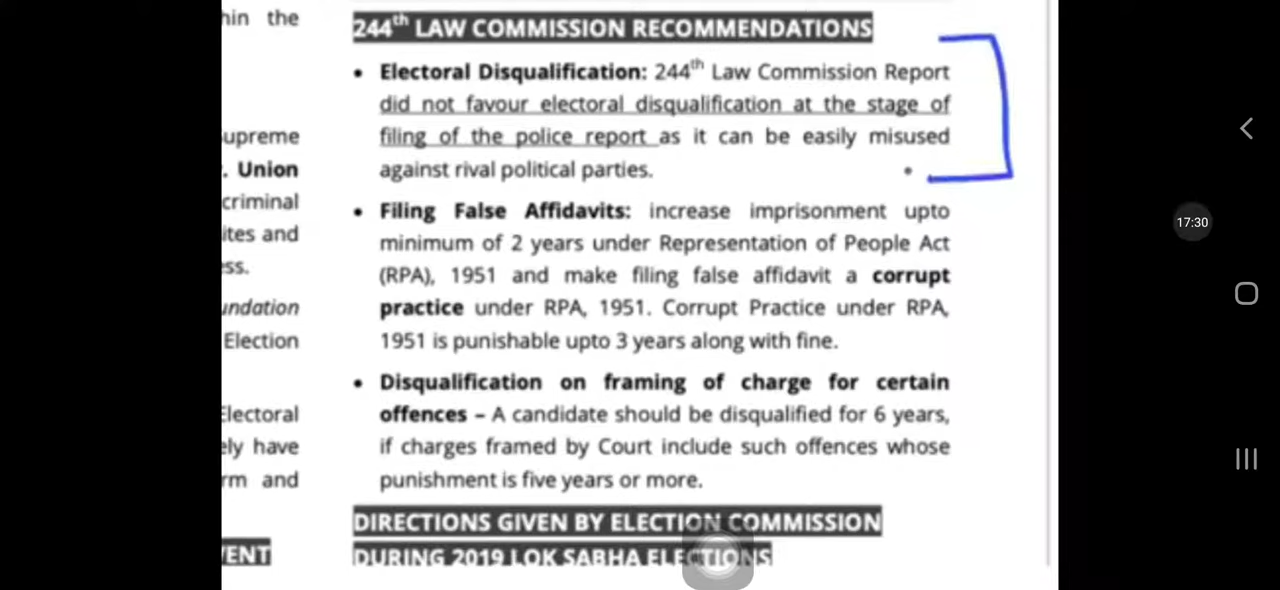 hin the
upreme
. Union
criminal
ites and
ss.
undation
Election
Electoral
ely have
rm and
VENT
244th LAW COMMISSION RECOMMENDATIONS
• Electoral Disqualification: 244th Law Commission Report
did not favour electoral disqualification at the stage of
filing of the police report as it can be easily misused
against rival political parties.
• Filing False Affidavits: increase imprisonment upto
minimum of 2 years under Representation of People Act
(RPA), 1951 and make filing false affidavit a corrupt
practice under RPA, 1951. Corrupt Practice under RPA,
1951 is punishable upto 3 years along with fine.
• Disqualification on framing of charge for certain
offences – A candidate should be disqualified for 6 years,
if charges framed by Court include such offences whose
punishment is five years or more.
DIRECTIONS GIVEN BY ELECTION COMMISSION
DURING 2019 LOK SABHA ELECTIONS
17:30